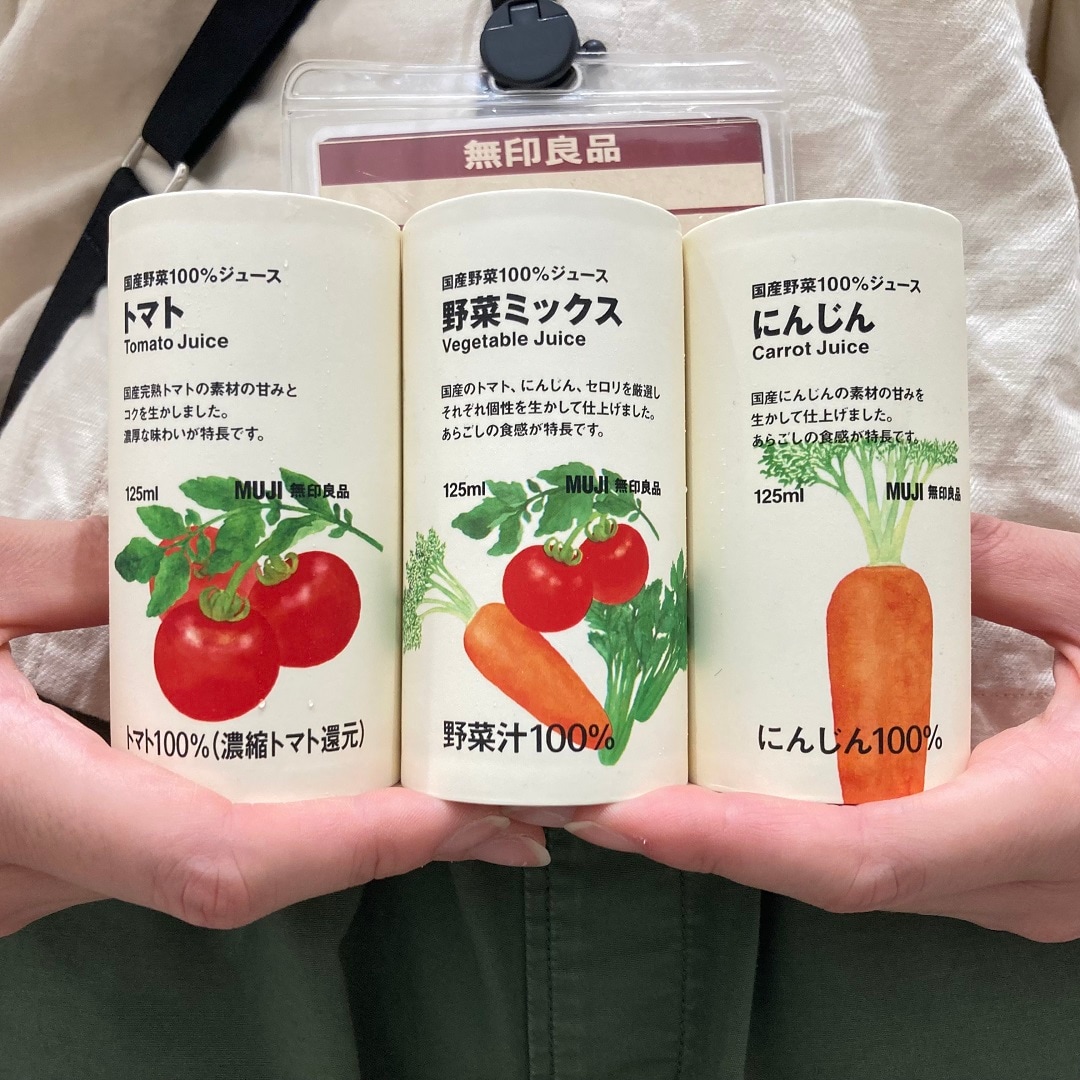 無印良品
国産野菜100%ジュース
トマト
Tomato Juice
国産完熟トマトの素材の甘みと
コクを生かしました。
濃厚な味わいが特長です。
125ml
MUJI 無印良品
トマト100%(濃縮トマト還元)
国産野菜100%ジュース
野菜ミックス
Vegetable Juice
国産のトマト、にんじん、セロリを厳選し
それぞれ個性を生かして仕上げました。
あらごしの食感が特長です。
125ml
MUJI 無印良品
野菜汁100%
国産野菜100%ジュース
にんじん
Carrot Juice
国産にんじんの素材の甘みを
生かして仕上げました。
あらごしの食感が特長です。
125ml
MUJI 無印良品
にんじん100%